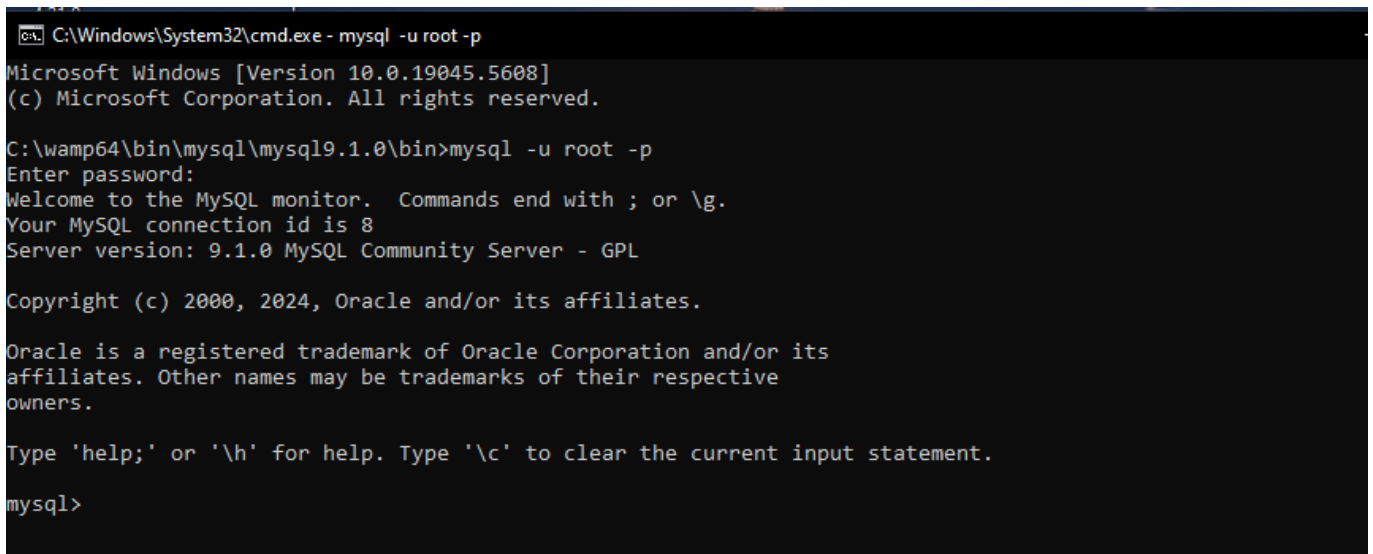 C:\Windows\System32\cmd.exe - mysql -u root -p
Microsoft Windows [Version 10.0.19045.5608]
(c) Microsoft Corporation. All rights reserved.
C:\wamp64\bin\mysql\mysql9.1.0\bin>mysql -u root -p
Enter password:
Welcome to the MySQL monitor.  Commands end with ; or \g.
Your MySQL connection id is 8
Server version: 9.1.0 MySQL Community Server - GPL
Copyright (c) 2000, 2024, Oracle and/or its affiliates.
Oracle is a registered trademark of Oracle Corporation and/or its
affiliates. Other names may be trademarks of their respective
owners.
Type 'help;' or '\h' for help. Type '\c' to clear the current input statement.
mysql>